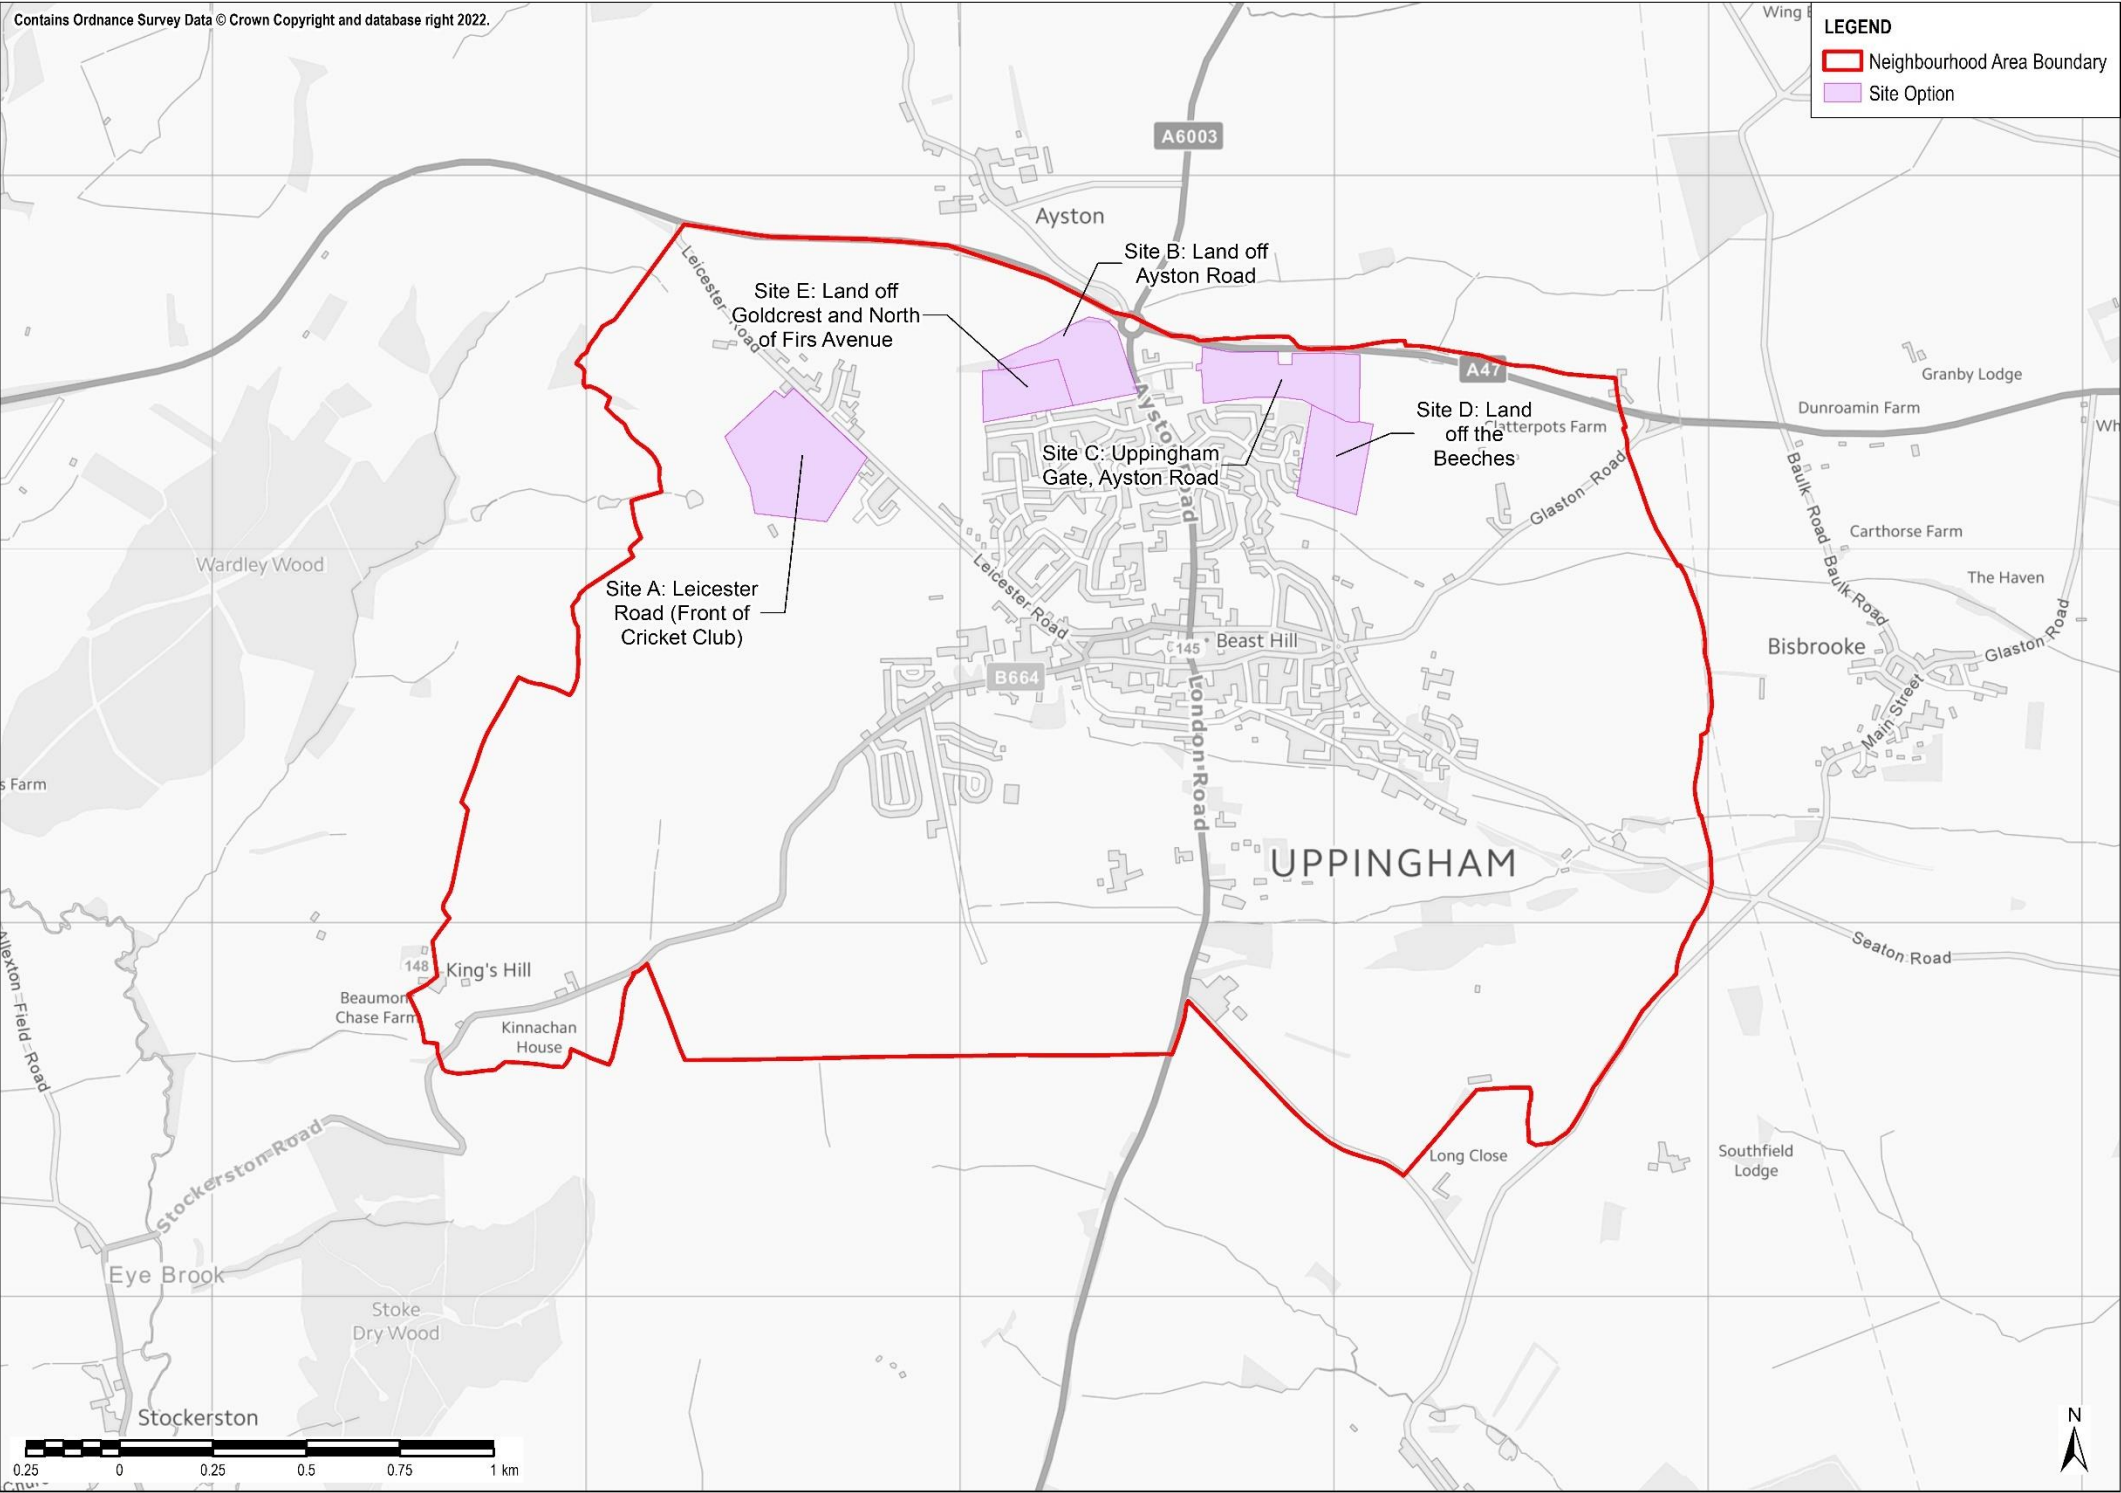 Contains Ordnance Survey Data © Crown Copyright and database right 2022.
Wing
LEGEND
Neighbourhood Area Boundary
Site Option
A6003
Ayston
Leicester Road
Site B: Land off
Ayston Road
Site E: Land off
Goldcrest and North
of Firs Avenue
A47
Granby Lodge
Dunroamin Farm
Wh
Site D: Land
off the
Beeches
Clatterpots Farm
Ayston Road
Site C: Uppingham
Gate, Ayston Road
Glaston Road
Baulk Road
Baulk Road
Carthorse Farm
The Haven
Wardley Wood
Site A: Leicester
Road (Front of
Cricket Club)
Leicester Road
145
Beast Hill
B664
London Road
Bisbrooke
Glaston Road
Main Street
s Farm
UPPINGHAM
Seaton Road
Allexton Field Road
148
King's Hill
Beaumon
Chase Farm
Kinnachan
House
Stockerston Road
Long Close
Southfield
Lodge
Eye Brook
Stoke
Dry Wood
Stockerston
0.25 0 0.25 0.5 0.75 1 km
N